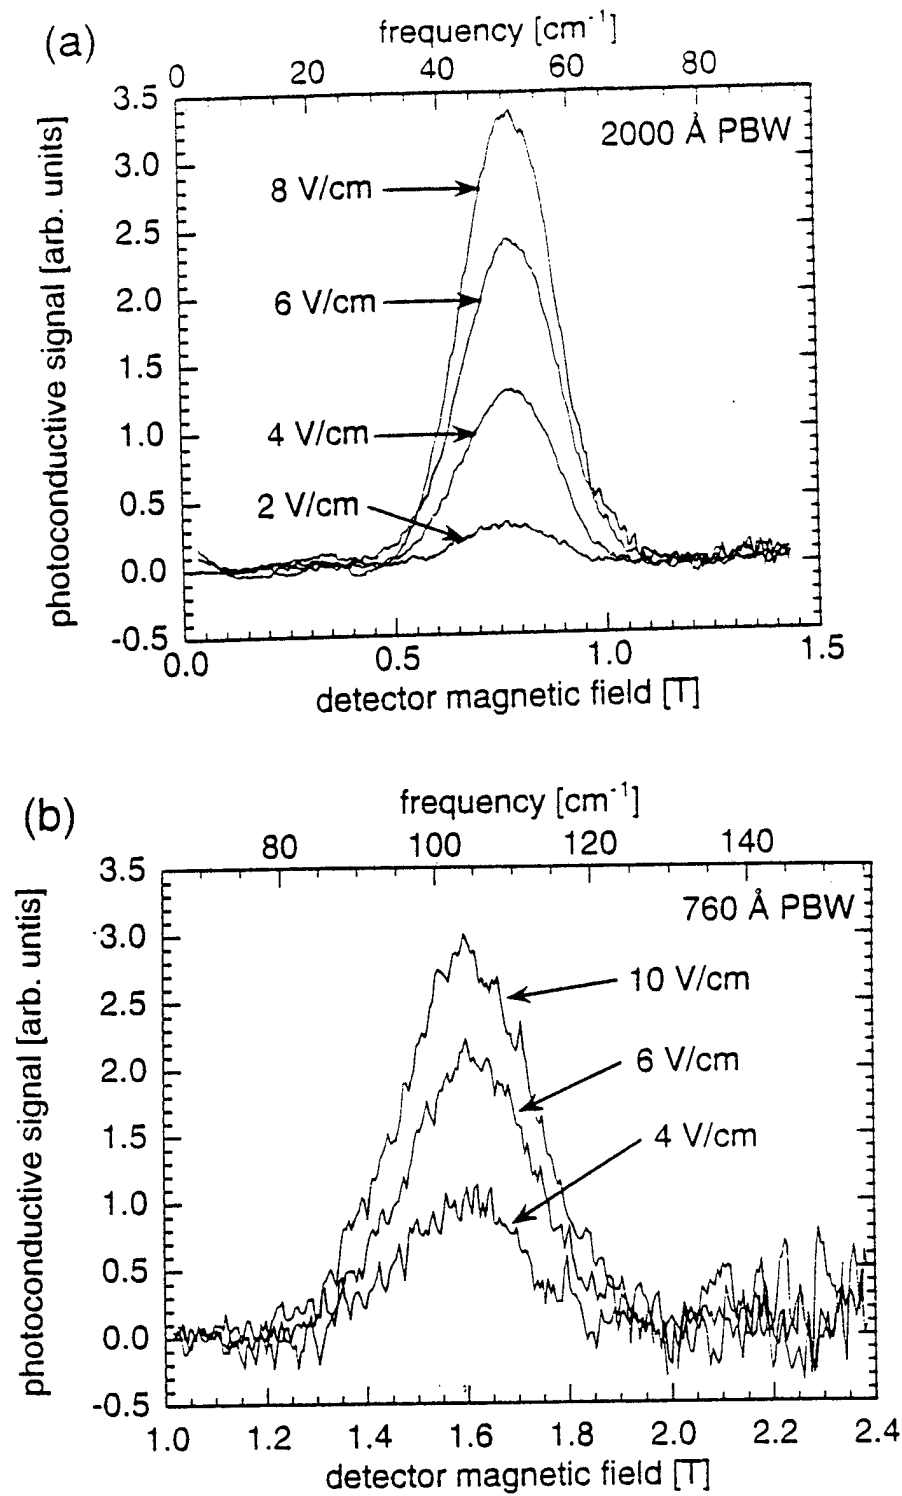 (a)
frequency [cm-1]
0 20 40 60 80
3.5
2000 Å PBW
3.0
8 V/cm
2.5
6 V/cm
2.0
1.5
4 V/cm
1.0
2 V/cm
0.5
0.0
-0.5
0.0 0.5 1.0 1.5
photoconductive signal [arb. units]
detector magnetic field [T]
(b)
frequency [cm-1]
80 100 120 140
3.5
760 Å PBW
3.0
10 V/cm
2.5
6 V/cm
2.0
4 V/cm
1.5
1.0
0.5
0.0
-0.5
1.0 1.2 1.4 1.6 1.8 2.0 2.2 2.4
photoconductive signal [arb. untis]
detector magnetic field [T]